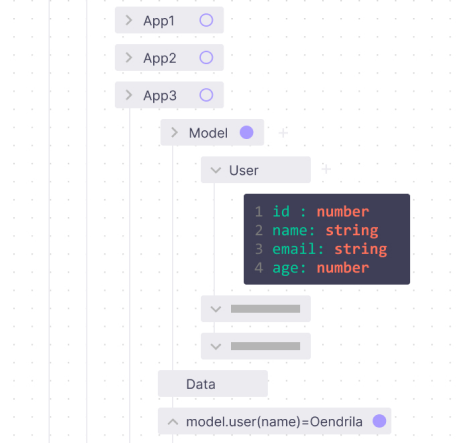 App1
App2
App3
Model
User
1 id : number
2 name: string
3 email: string
4 age: number
Data
model.user(name)=Oendrila